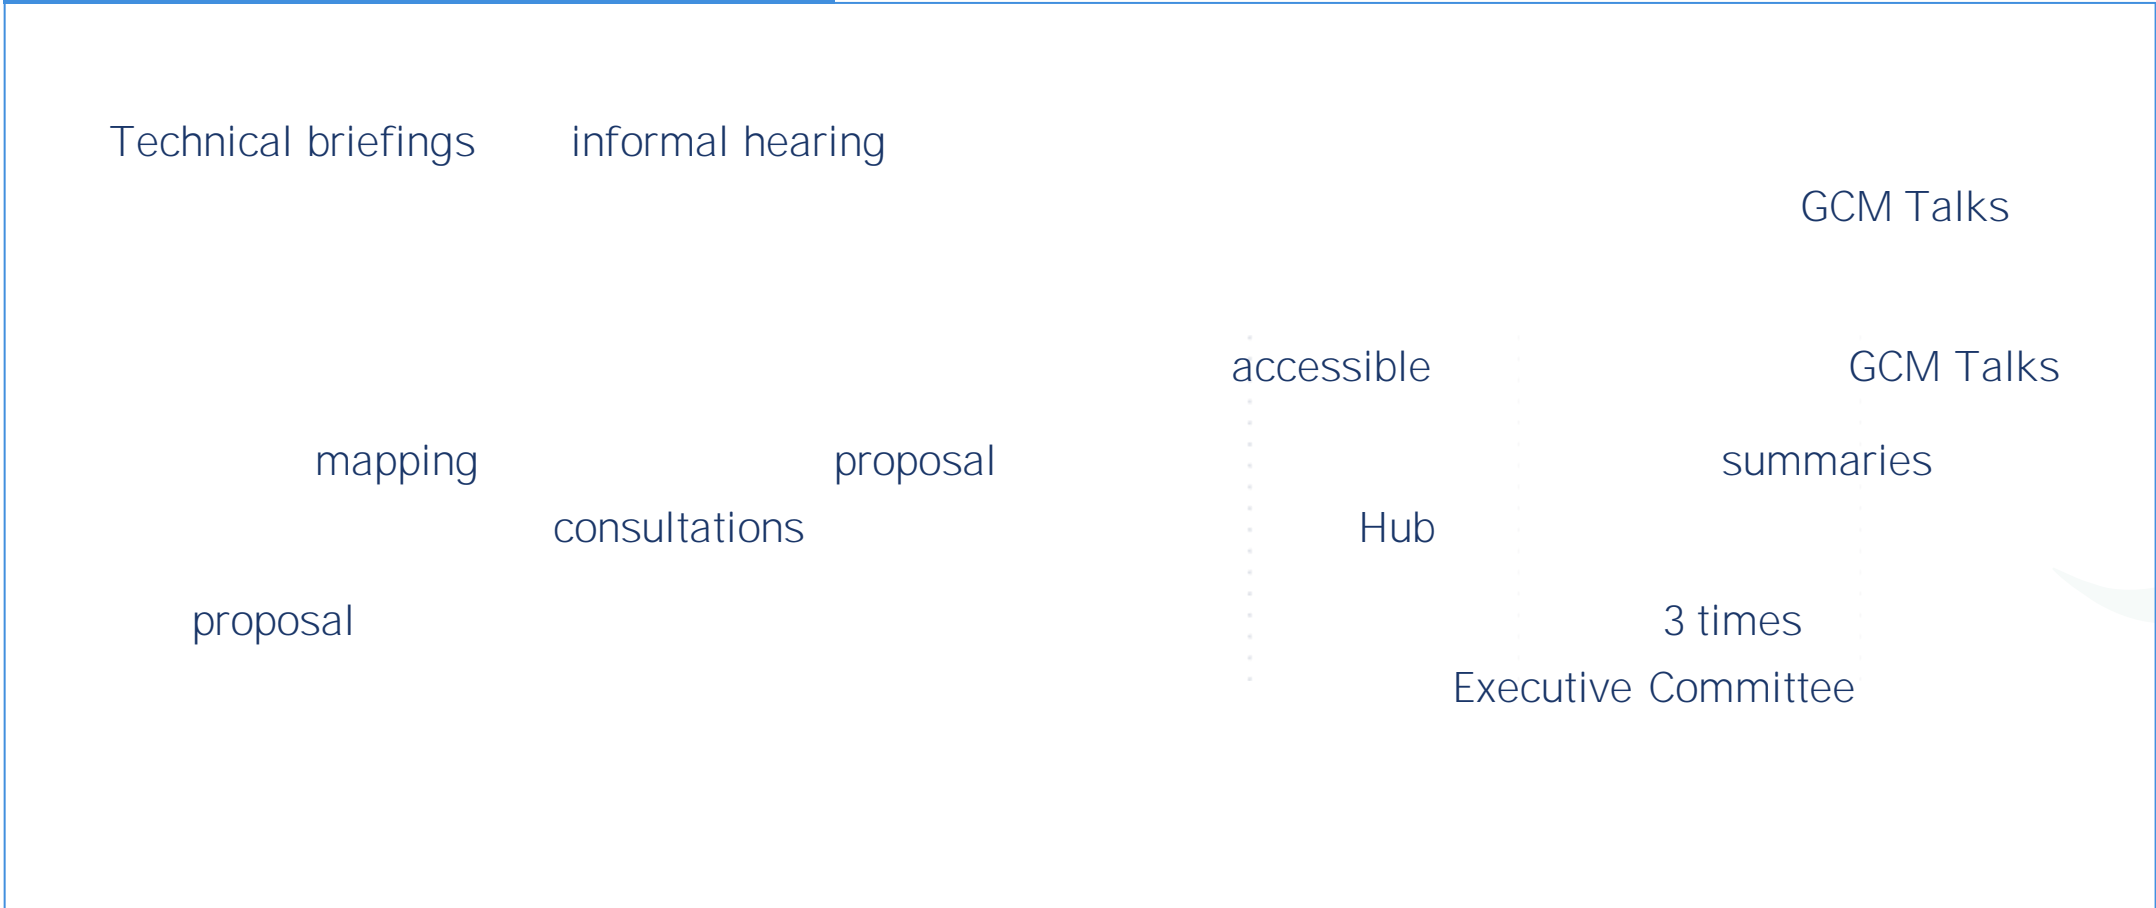 Technical briefings informal hearing
GCM Talks
accessible GCM Talks
mapping proposal summaries
consultations Hub
proposal 3 times
Executive Committee